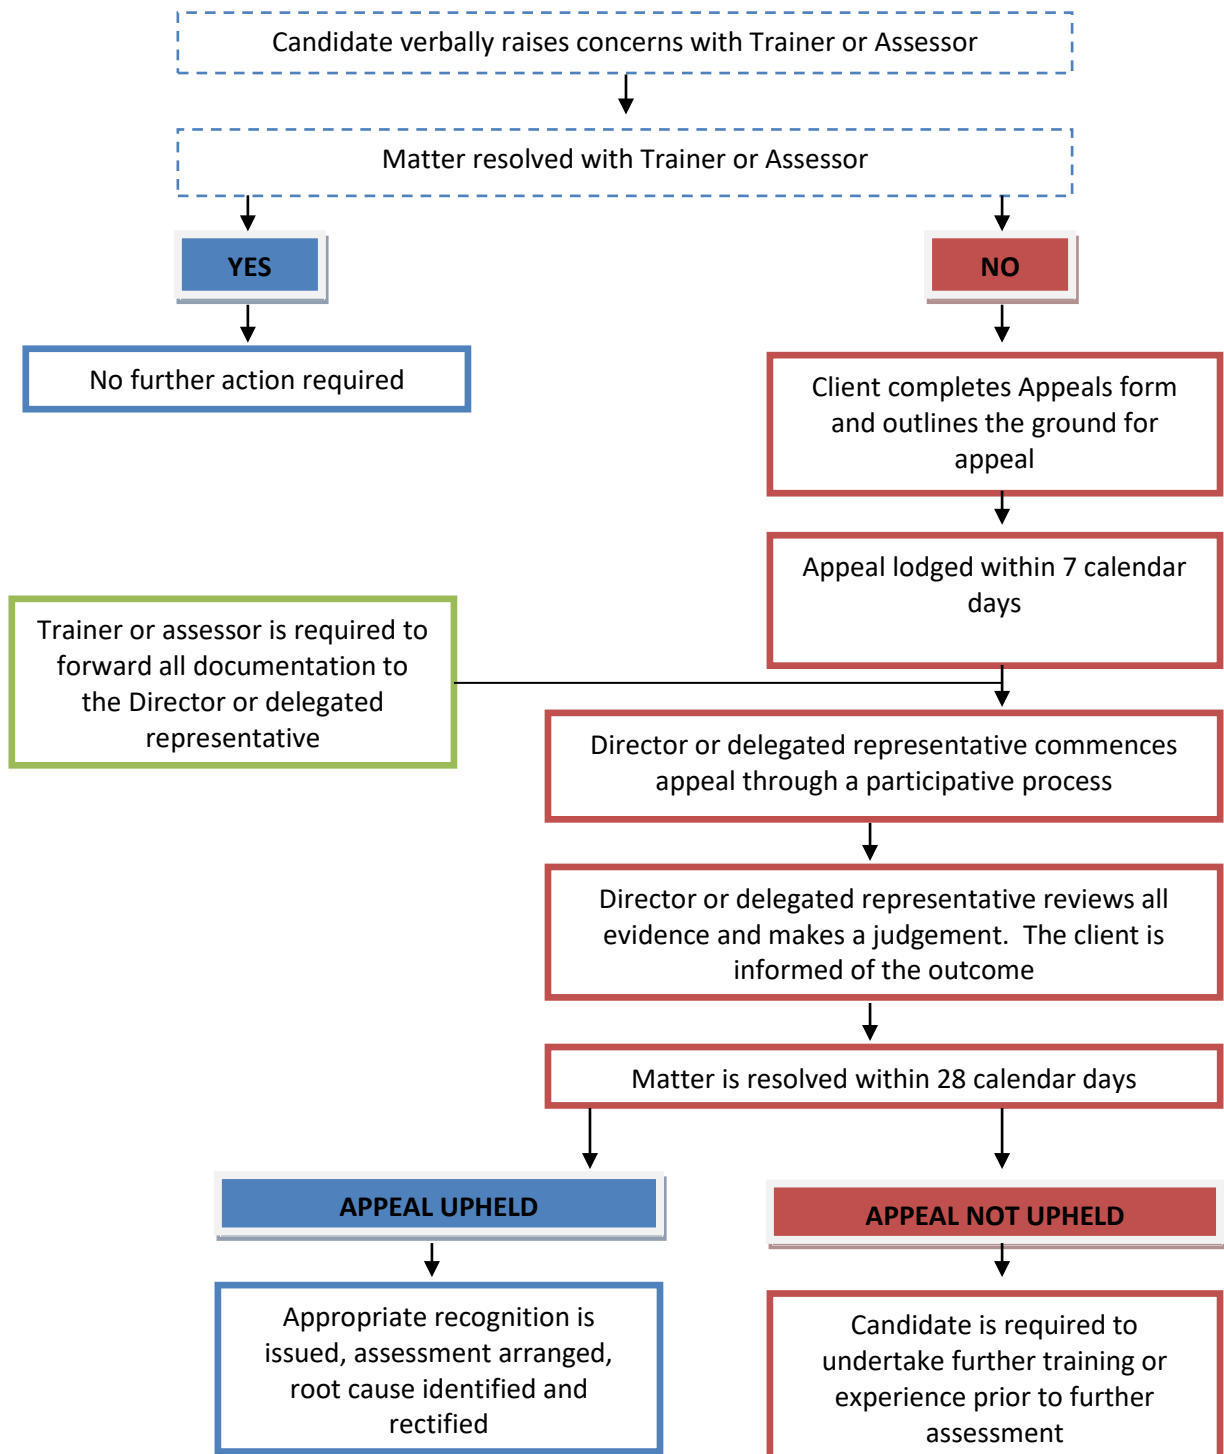 Candidate verbally raises concerns with Trainer or Assessor
Matter resolved with Trainer or Assessor
YES
NO
No further action required
Client completes Appeals form
and outlines the ground for
appeal
Appeal lodged within 7 calendar
days
Trainer or assessor is required to
forward all documentation to
the Director or delegated
representative
Director or delegated representative commences
appeal through a participative process
Director or delegated representative reviews all
evidence and makes a judgement.  The client is
informed of the outcome
Matter is resolved within 28 calendar days
APPEAL UPHELD
APPEAL NOT UPHELD
Appropriate recognition is
issued, assessment arranged,
root cause identified and
rectified
Candidate is required to
undertake further training or
experience prior to further
assessment